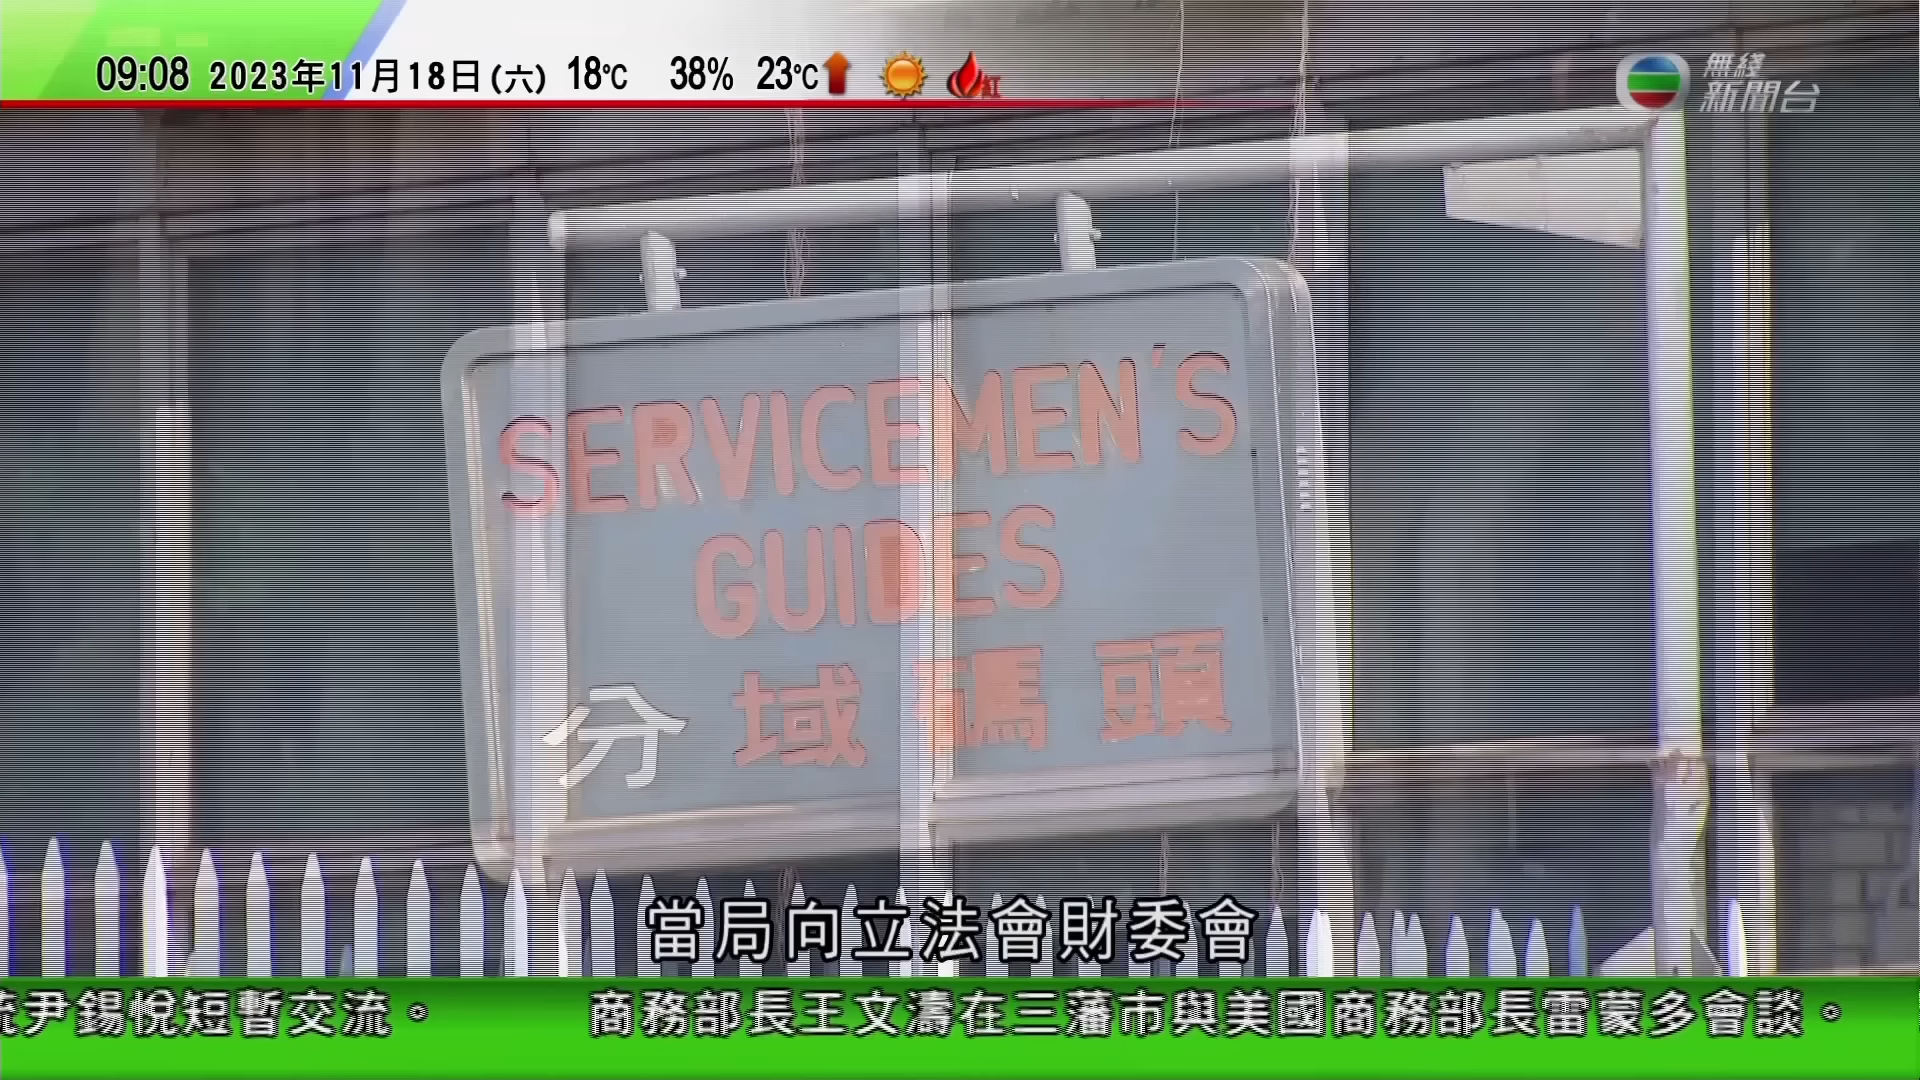 09:08 2023年11月18日(六) 18℃ 38% 23℃ 紅
無綫
新聞台
SERVICEMEN'S
GUIDES
分域碼頭
當局向立法會財委會
統尹錫悅短暫交流。 商務部長王文濤在三藩市與美國商務部長雷蒙多會談。